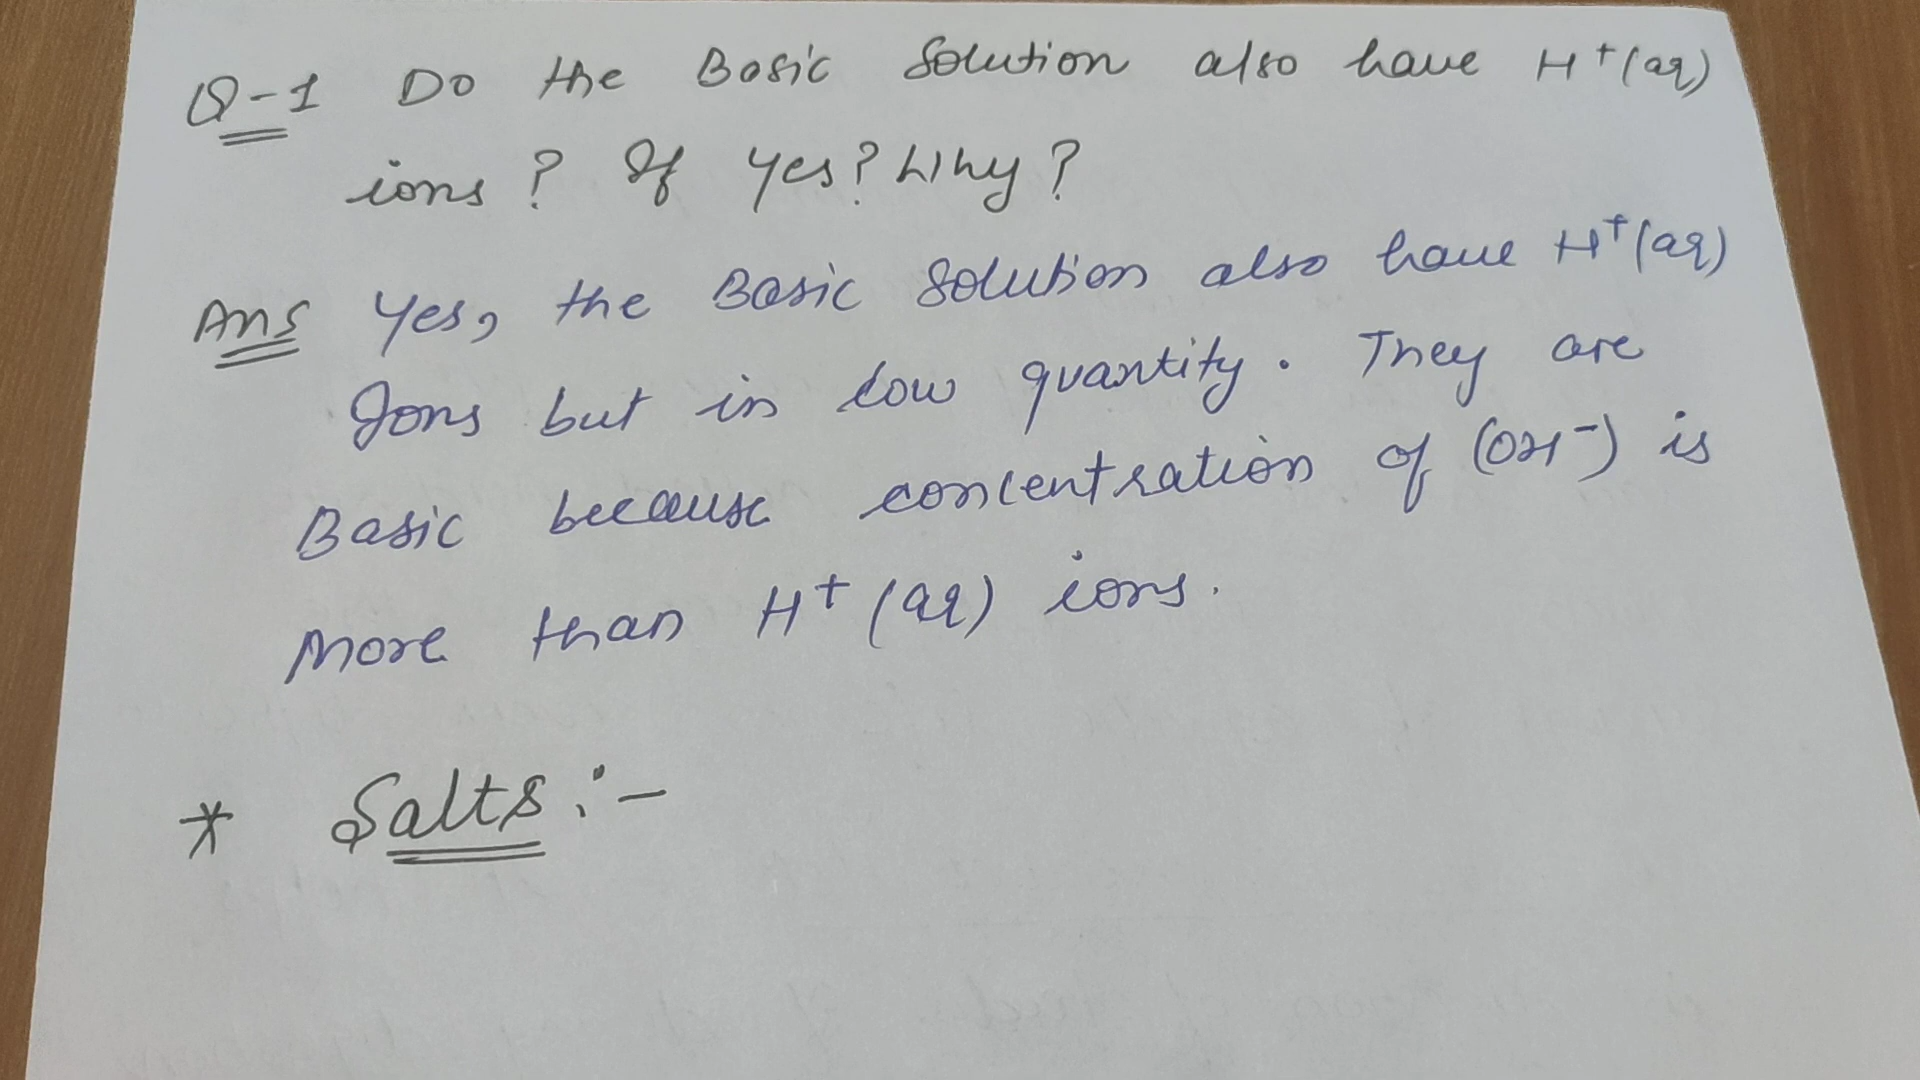 Q-1 Do the Basic Solution also have H⁺(aq)
ions? If yes? Why?
Ans Yes, the Basic Solution also have H⁺(aq)
Ions but in low quantity. They are
Basic because concentration of (OH⁻) is
More than H⁺(aq) ions.
* Salts:-